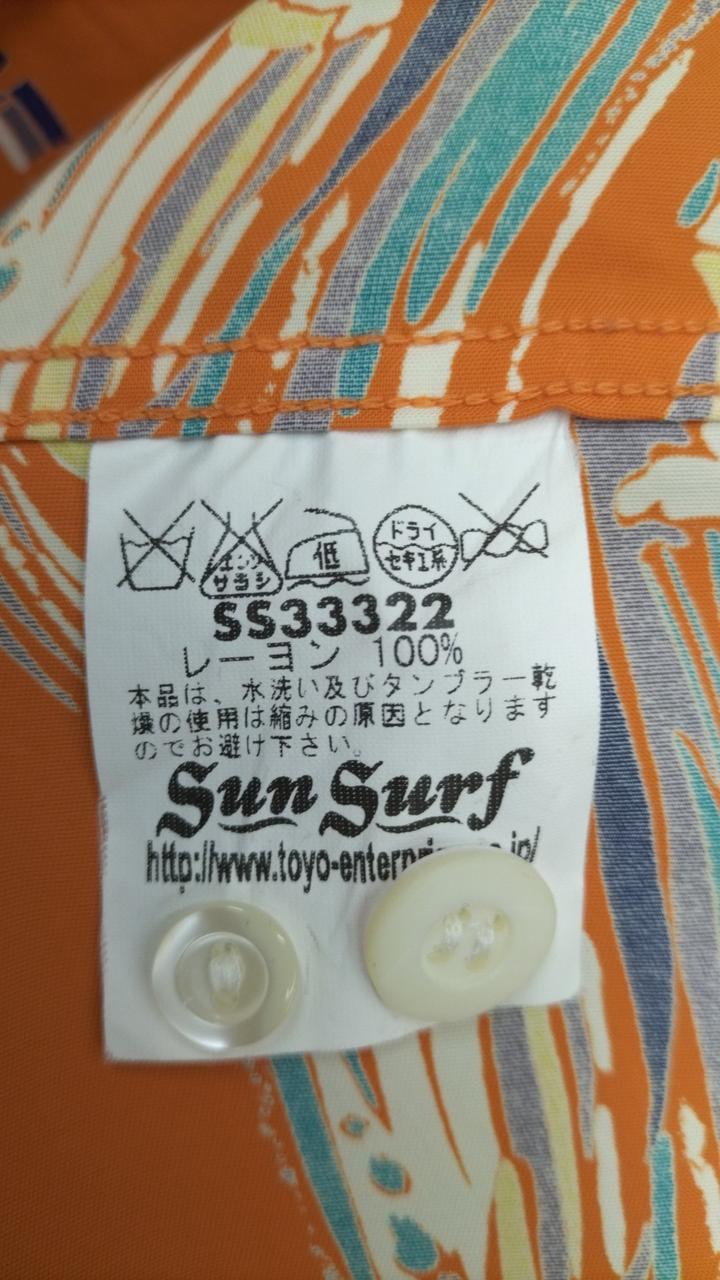 エンソ
サラシ
低
ドライ
セキユ系
SS33322
レーヨン 100%
本品は、水洗い及びタンブラー乾
燥の使用は縮みの原因となります
のでお避け下さい。
Sun Surf
http://www.toyo-enterpri jp/